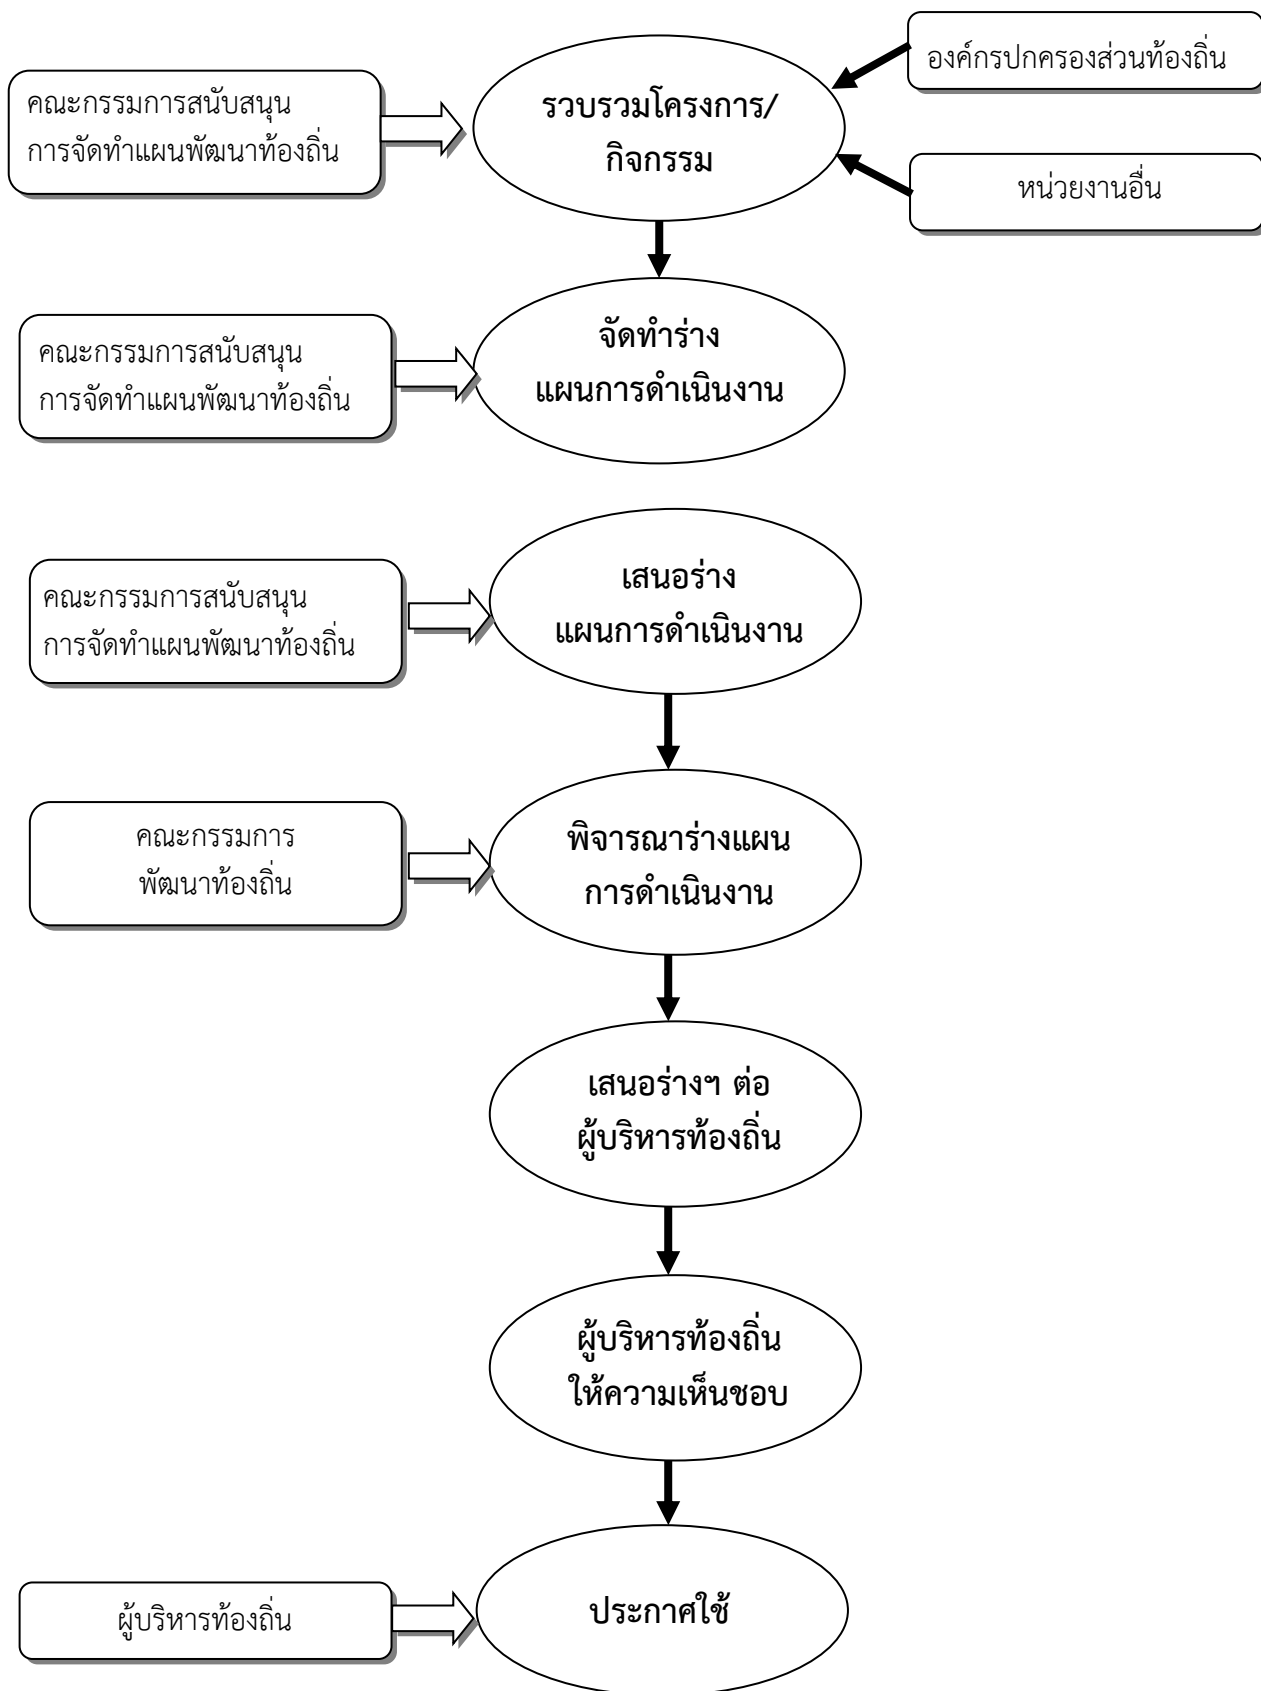 คณะกรรมการสนับสนุน
การจัดทำแผนพัฒนาท้องถิ่น
รวบรวมโครงการ/
กิจกรรม
องค์กรปกครองส่วนท้องถิ่น
หน่วยงานอื่น
คณะกรรมการสนับสนุน
การจัดทำแผนพัฒนาท้องถิ่น
จัดทำร่าง
แผนการดำเนินงาน
คณะกรรมการสนับสนุน
การจัดทำแผนพัฒนาท้องถิ่น
เสนอร่าง
แผนการดำเนินงาน
คณะกรรมการ
พัฒนาท้องถิ่น
พิจารณาร่างแผน
การดำเนินงาน
เสนอร่างฯ ต่อ
ผู้บริหารท้องถิ่น
ผู้บริหารท้องถิ่น
ให้ความเห็นชอบ
ผู้บริหารท้องถิ่น
ประกาศใช้